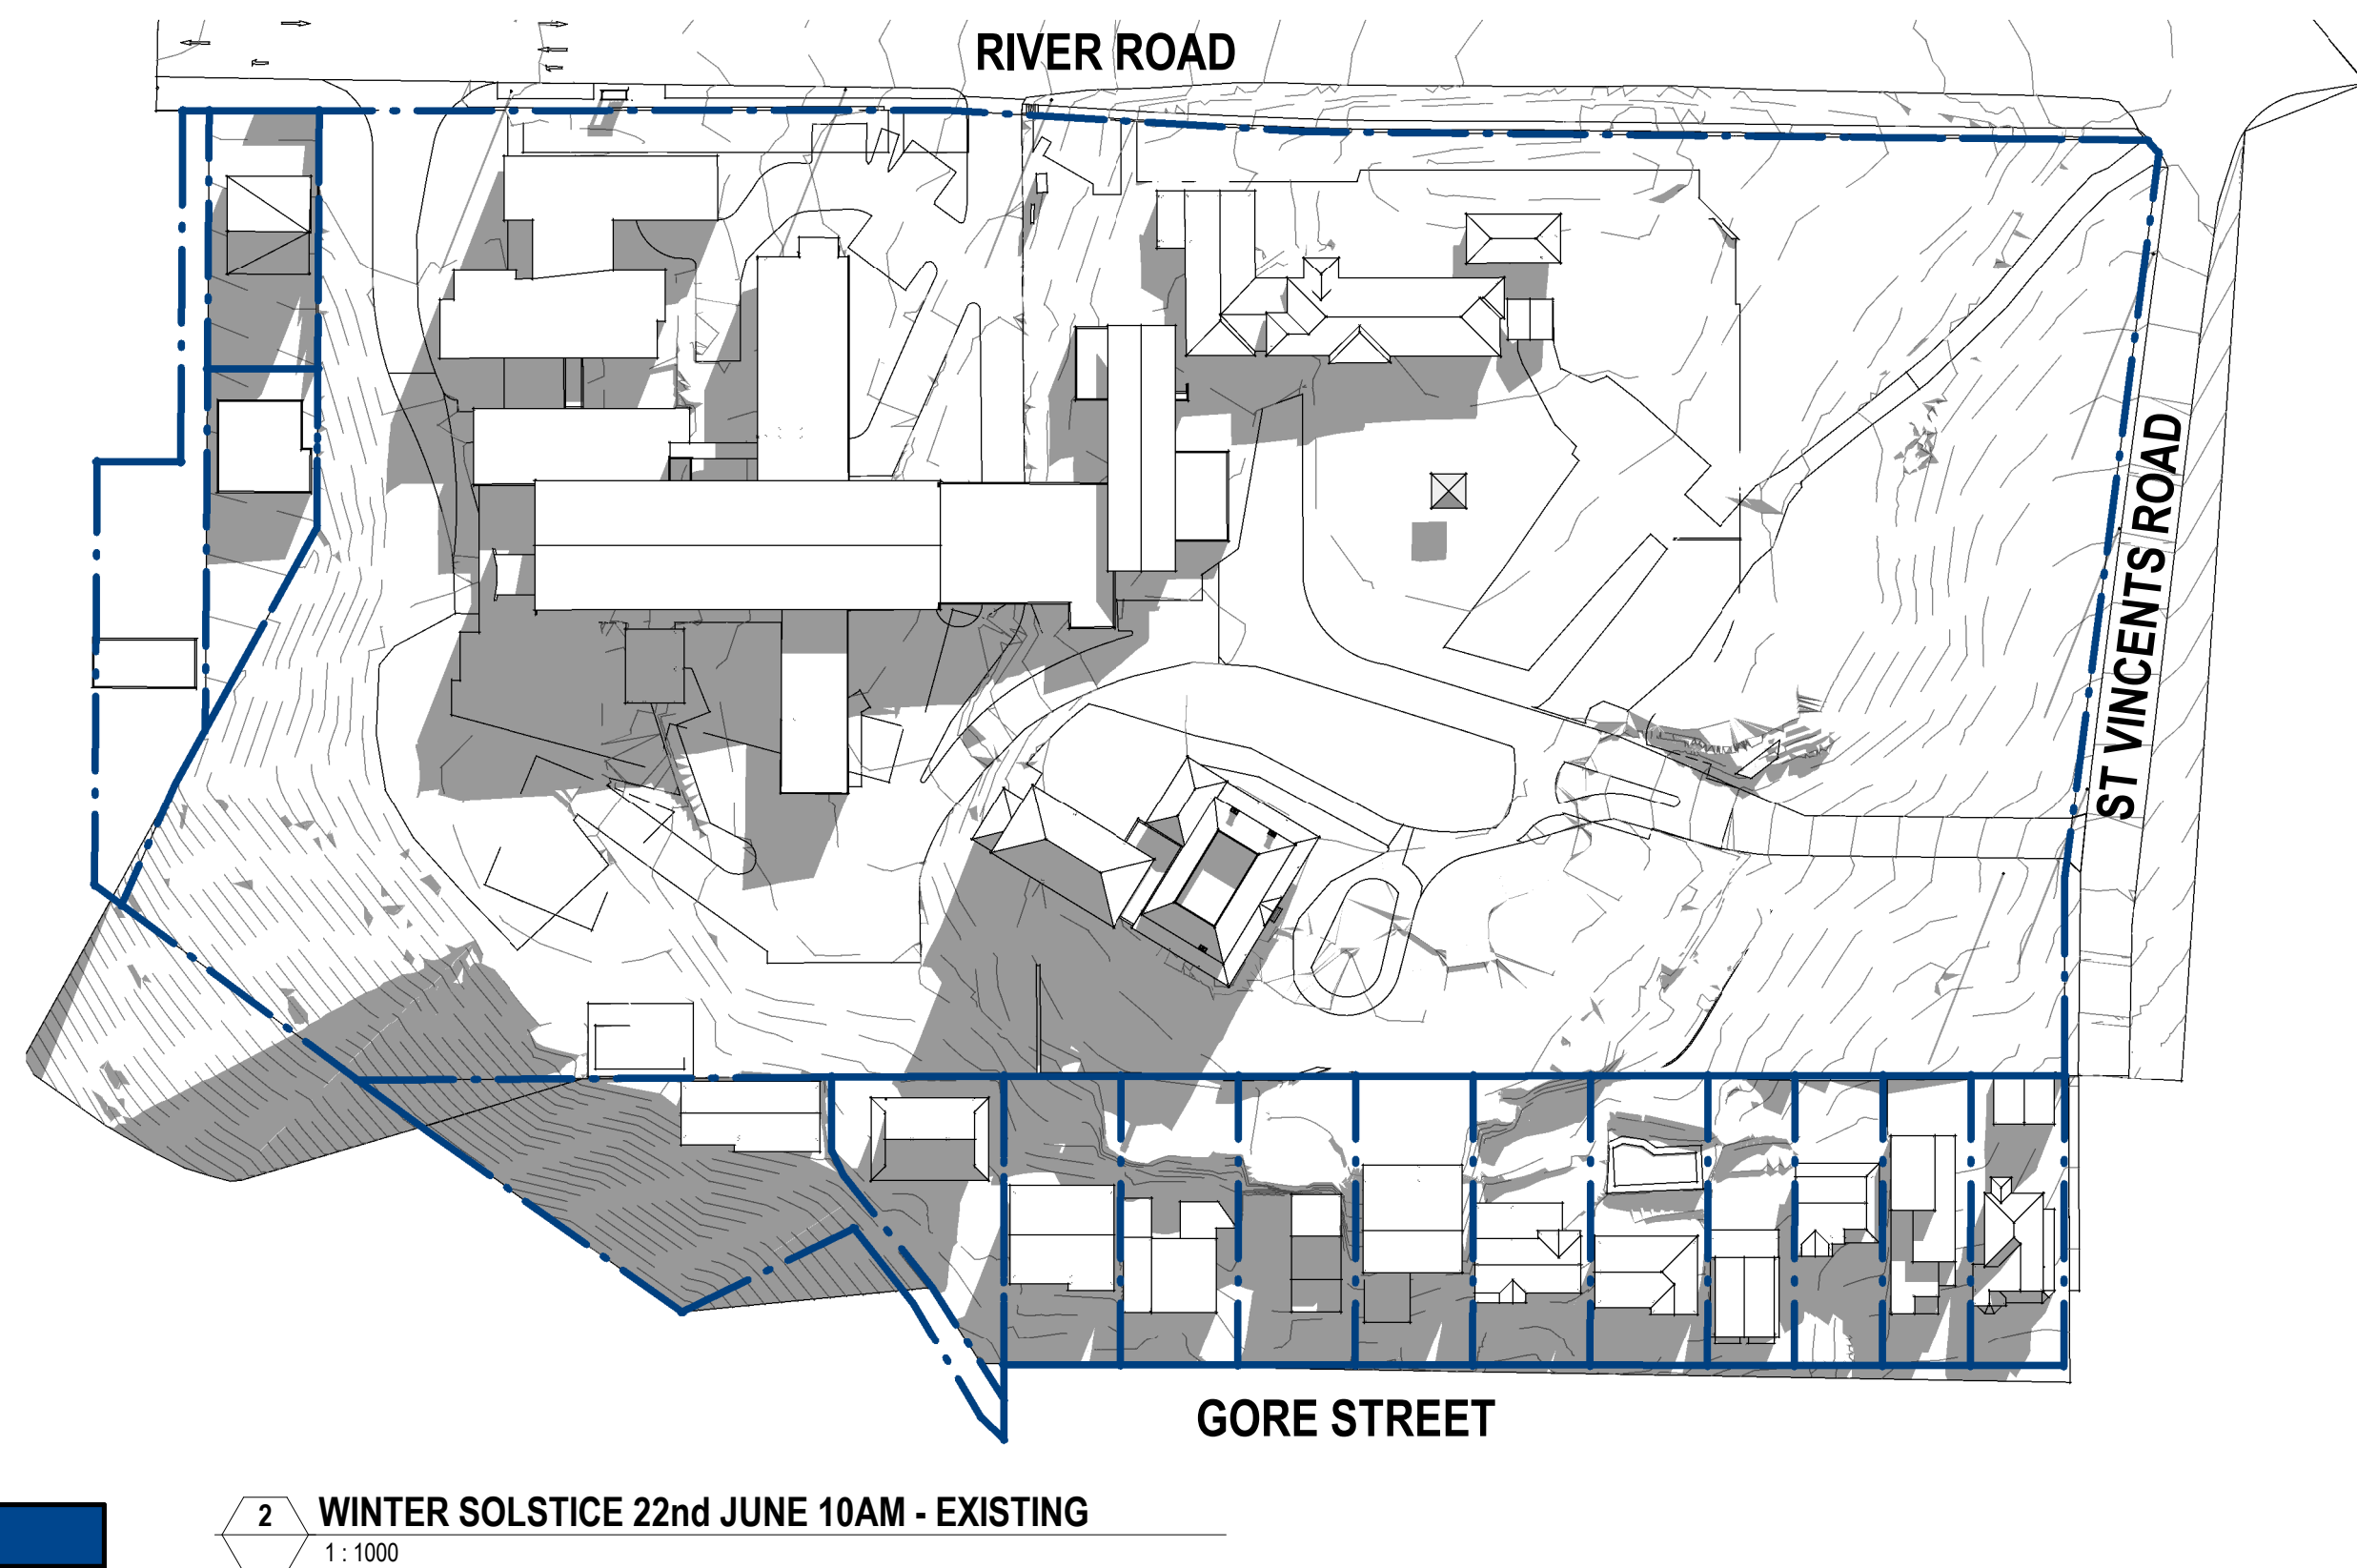 RIVER ROAD
ST VINCENTS ROAD
GORE STREET
2
WINTER SOLSTICE 22nd JUNE 10AM - EXISTING
1 : 1000